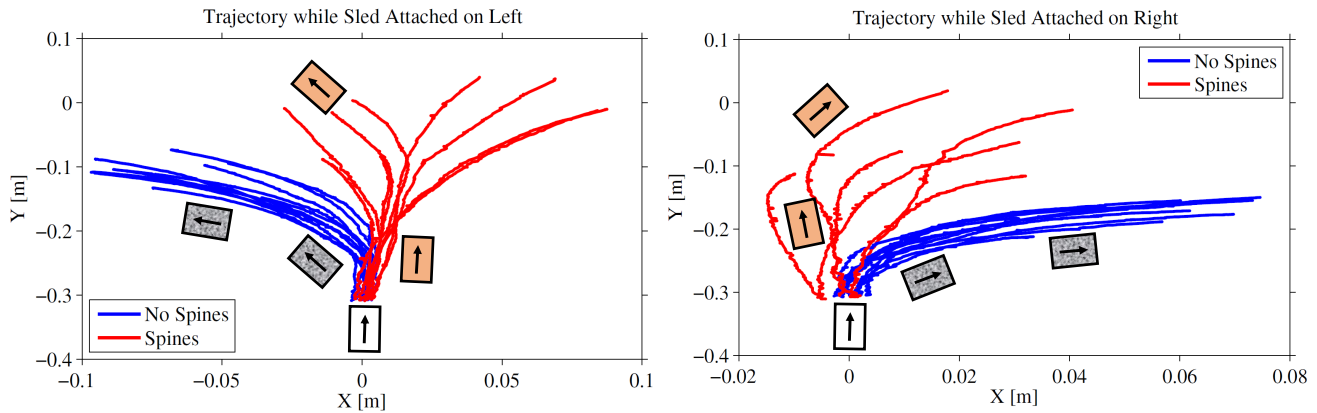 Trajectory while Sled Attached on Left
0.1
0
−0.1
−0.2
−0.3
−0.4
Y [m]
No Spines
Spines
−0.1
−0.05
0
0.05
0.1
X [m]
Trajectory while Sled Attached on Right
0.1
0
−0.1
−0.2
−0.3
−0.4
Y [m]
No Spines
Spines
−0.02
0
0.02
0.04
0.06
0.08
X [m]